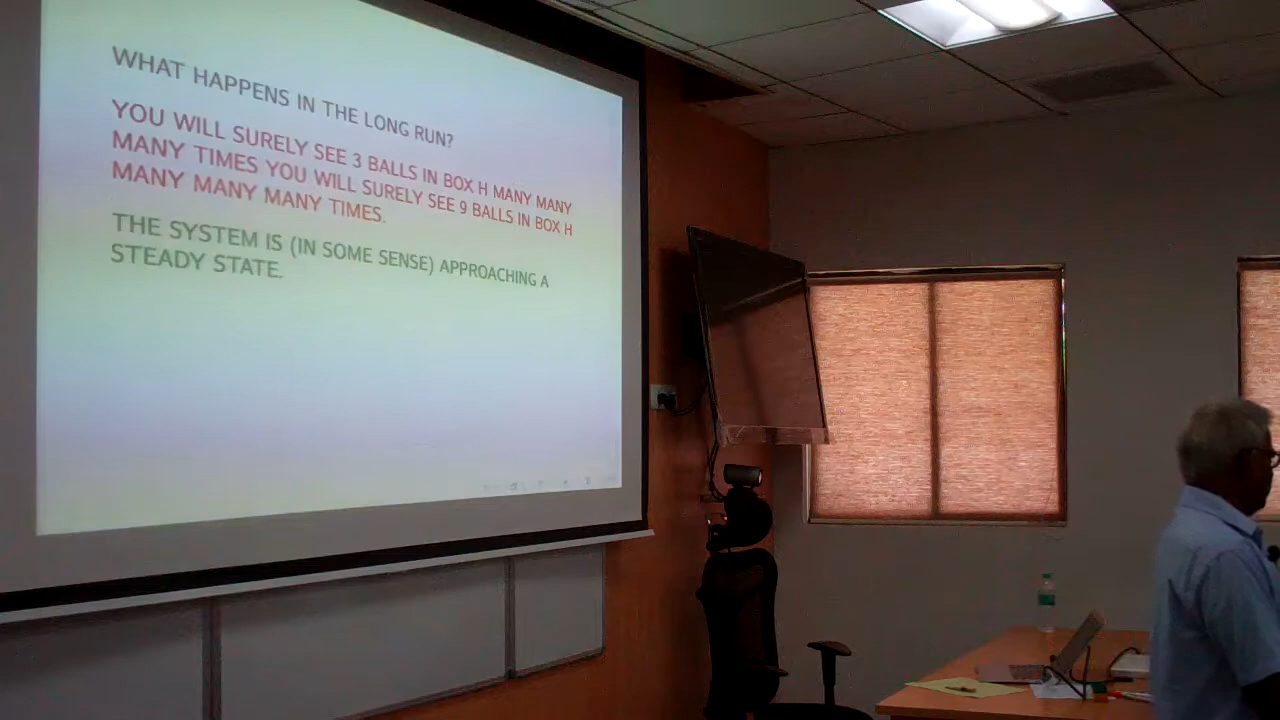 WHAT HAPPENS IN THE LONG RUN?
YOU WILL SURELY SEE 3 BALLS IN BOX H MANY MANY
MANY TIMES YOU WILL SURELY SEE 9 BALLS IN BOX H
MANY MANY MANY TIMES.
THE SYSTEM IS (IN SOME SENSE) APPROACHING A
STEADY STATE.